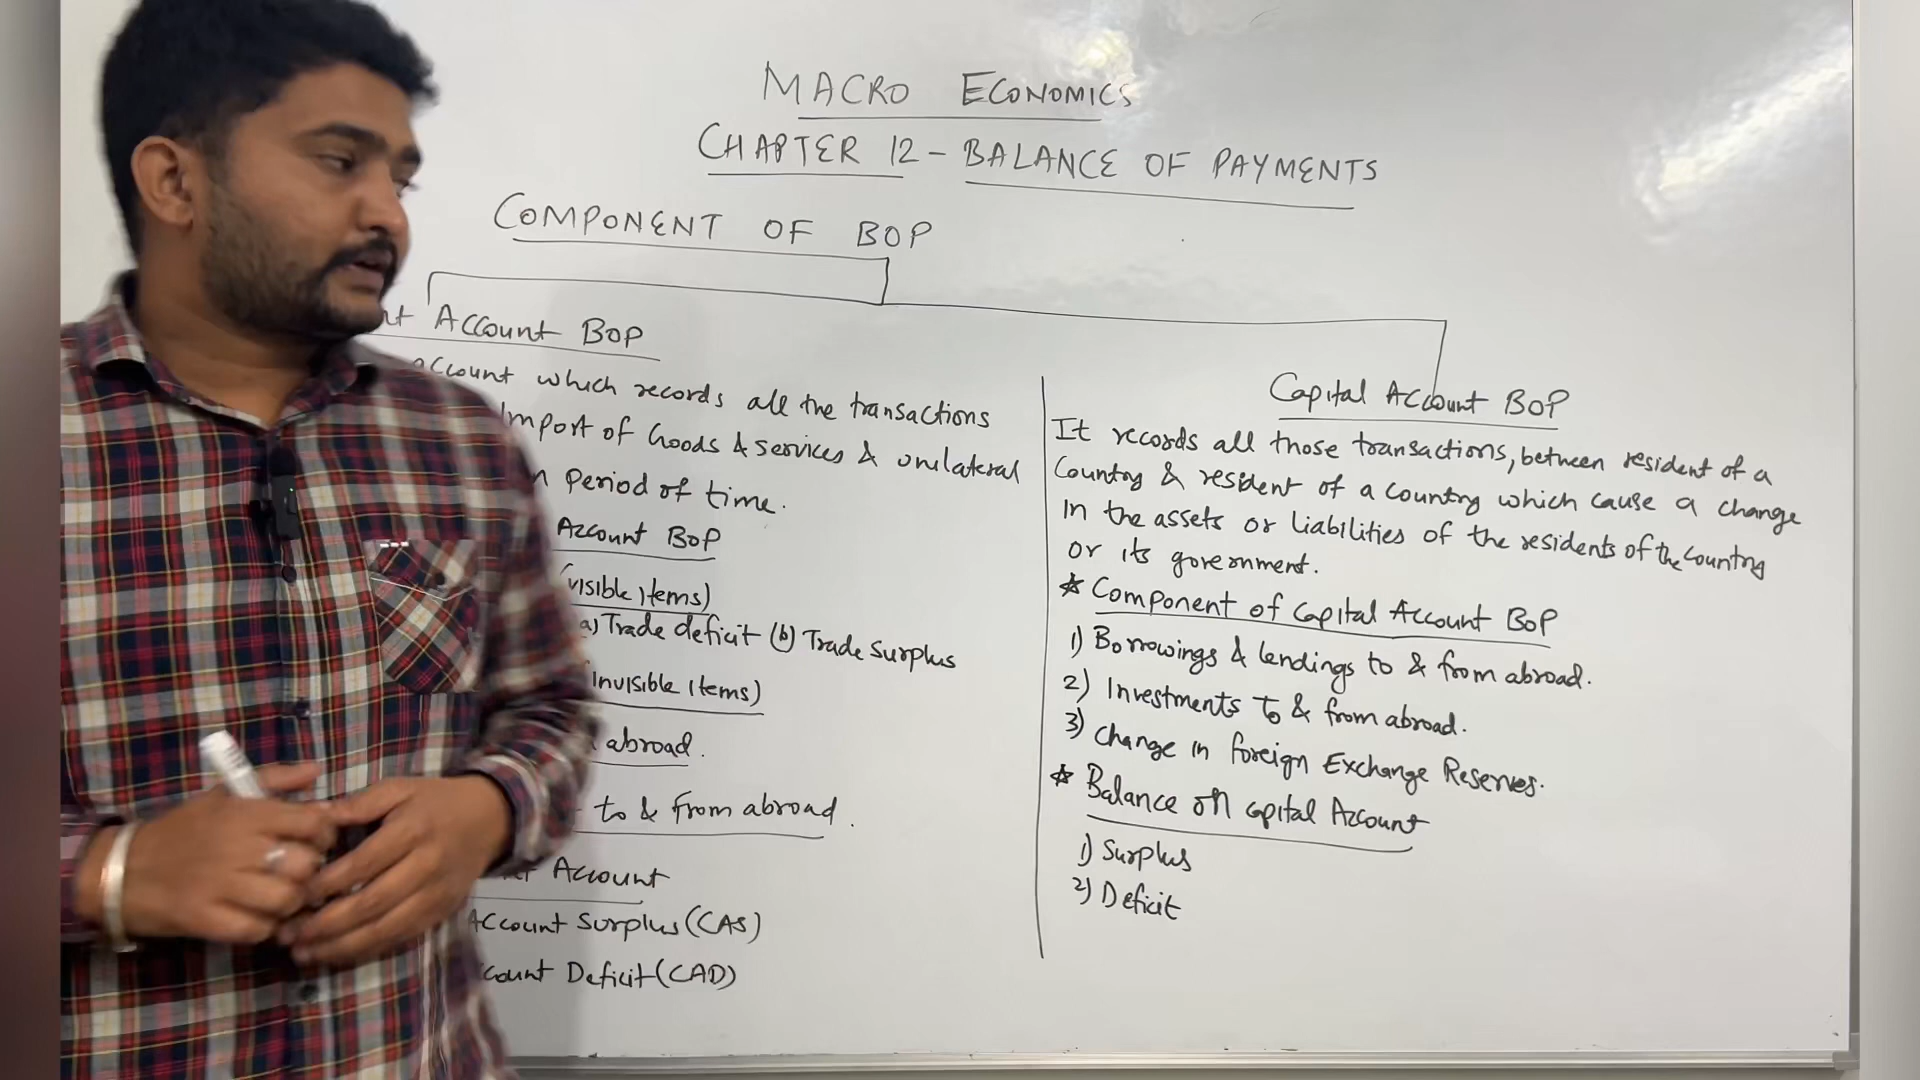 MACRO ECONOMICS
CHAPTER 12 - BALANCE OF PAYMENTS
COMPONENT OF BOP
Account BOP
account which records all the transactions
Import of Goods & services & unilateral
period of time.
Account BOP
(visible Items)
a) Trade deficit (b) Trade surplus
(invisible Items)
abroad.
to & from abroad.
Account
Account Surplus (CAS)
Deficit (CAD)
Capital Account BOP
It records all those transactions, between resident of a
Country & resident of a country which cause a change
In the assets or liabilities of the residents of the country
or its government.
* Component of Capital Account BOP
1) Borrowings & lendings to & from abroad.
2) Investments to & from abroad.
3) Change in foreign Exchange Reserves.
* Balance on capital Account
1) Surplus
2) Deficit